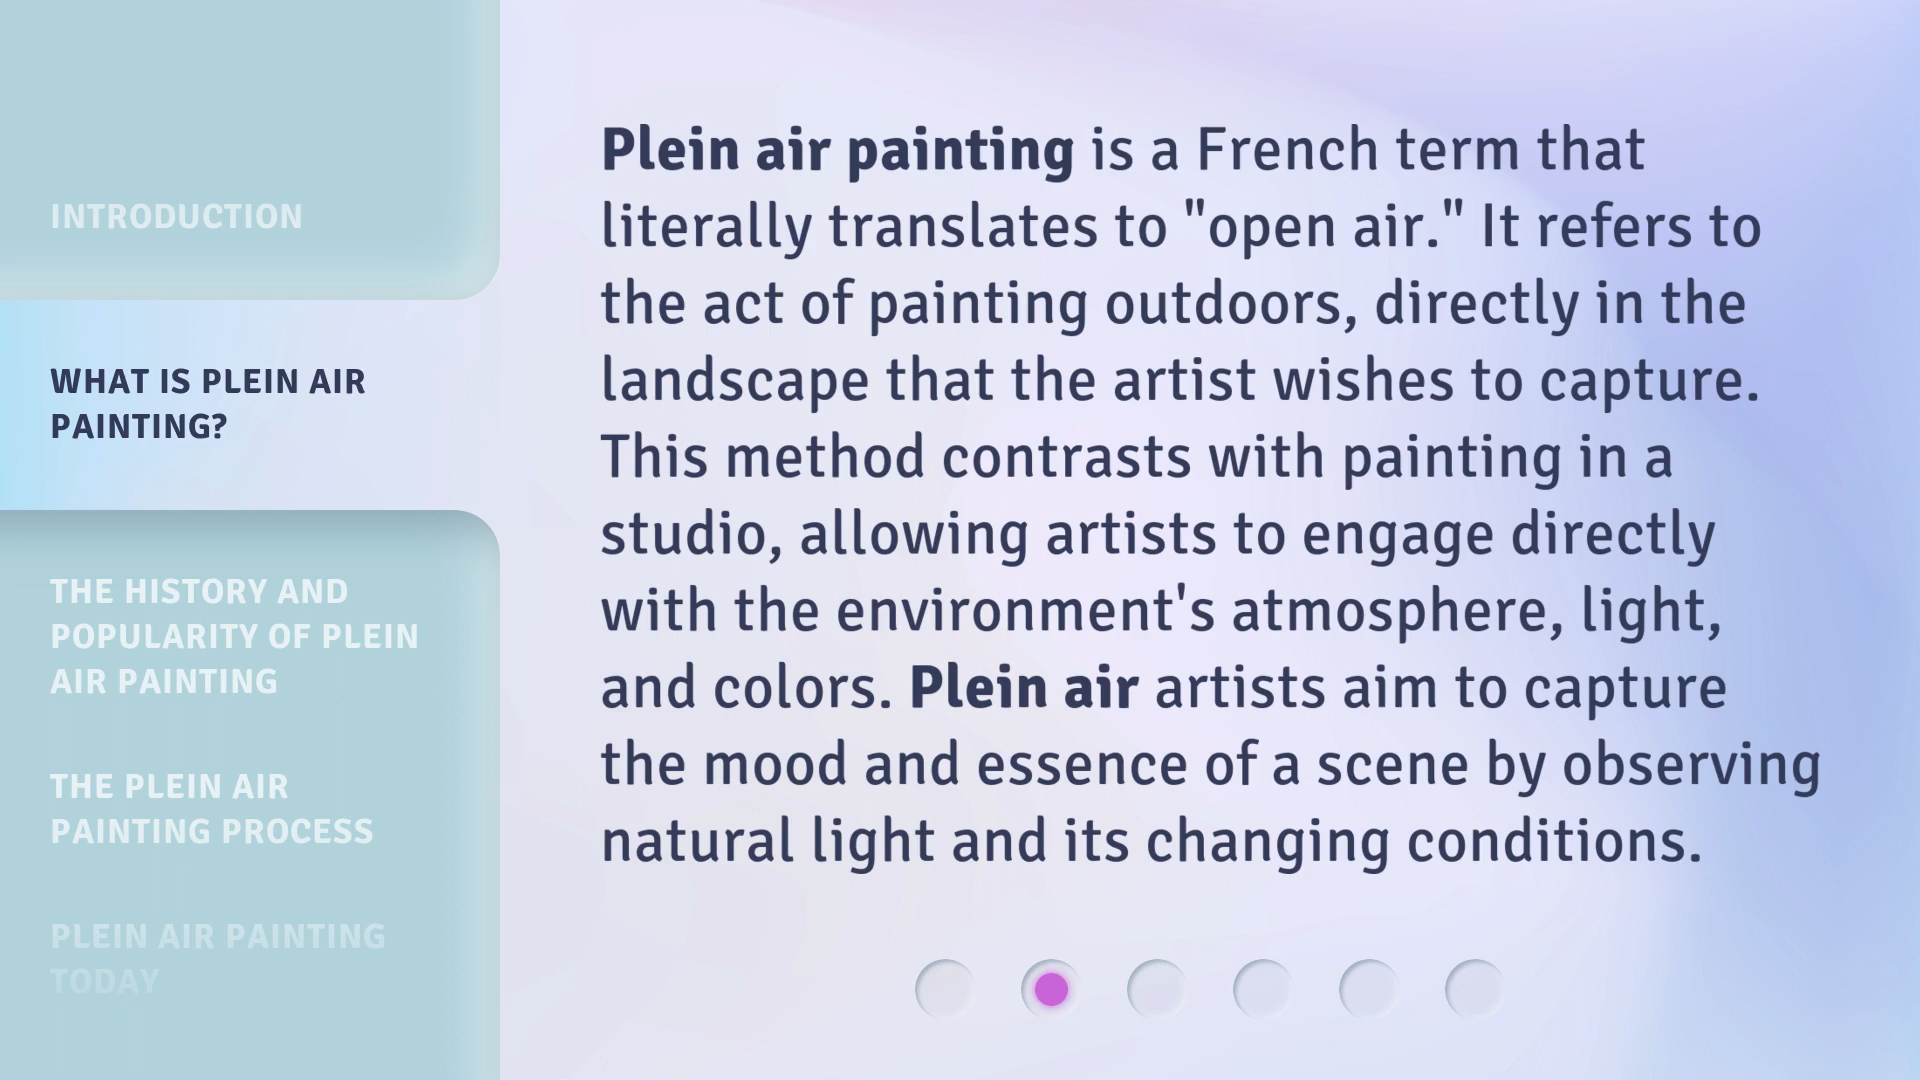 INTRODUCTION
WHAT IS PLEIN AIR
PAINTING?
THE HISTORY AND
POPULARITY OF PLEIN
AIR PAINTING
THE PLEIN AIR
PAINTING PROCESS
PLEIN AIR PAINTING
TODAY
Plein air painting is a French term that
literally translates to "open air." It refers to
the act of painting outdoors, directly in the
landscape that the artist wishes to capture.
This method contrasts with painting in a
studio, allowing artists to engage directly
with the environment's atmosphere, light,
and colors. Plein air artists aim to capture
the mood and essence of a scene by observing
natural light and its changing conditions.